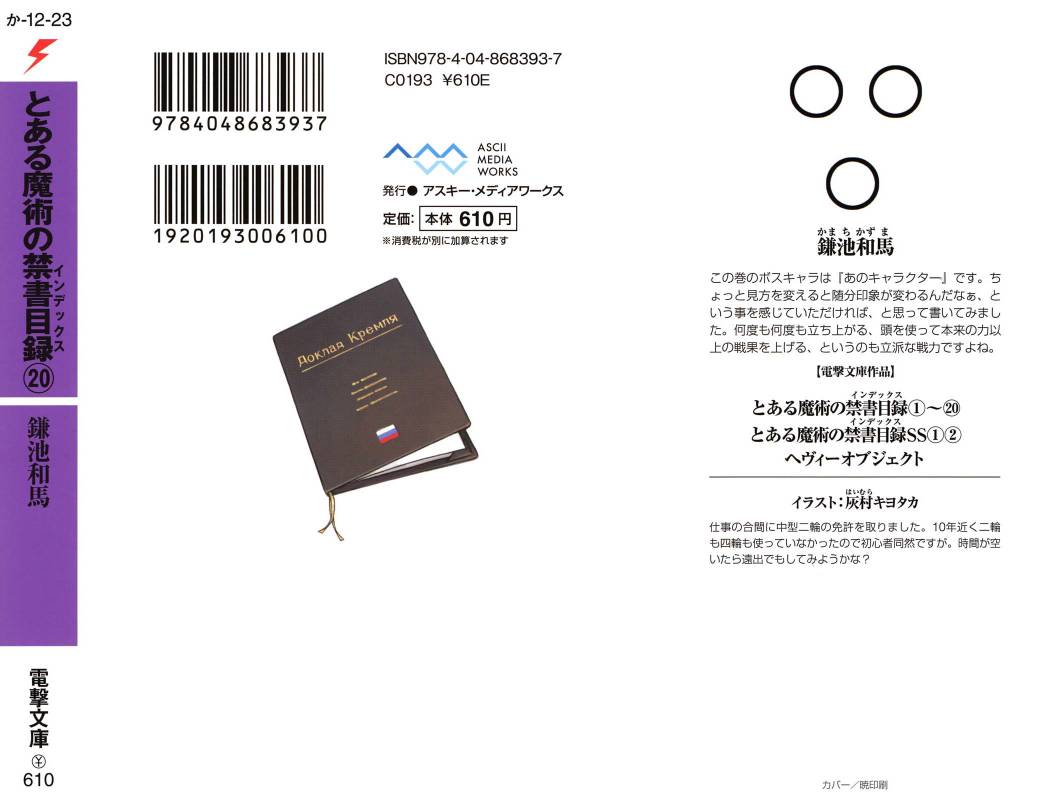 か-12-23
とある魔術の禁書目録⑳
インデックス
鎌池和馬
電撃文庫
¥
610
9784048683937
1920193006100
ISBN978-4-04-868393-7
C0193 ¥610E
ASCII
MEDIA
WORKS
発行● アスキー・メディアワークス
定価: 本体 610 円
※消費税が別に加算されます
Доклад Кремля
かま ち かず ま
鎌池和馬
この巻のボスキャラは『あのキャラクター』です。ち
ょっと見方を変えると随分印象が変わるんだなぁ、と
いう事を感じていただければ、と思って書いてみまし
た。何度も何度も立ち上がる、頭を使って本来の力以
上の戦果を上げる、というのも立派な戦力ですよね。
【電撃文庫作品】
インデックス
とある魔術の禁書目録①～⑳
インデックス
とある魔術の禁書目録SS①②
ヘヴィーオブジェクト
はいむら
イラスト:灰村キヨタカ
仕事の合間に中型二輪の免許を取りました。10年近く二輪
も四輪も使っていなかったので初心者同然ですが。時間が空
いたら遠出でもしてみようかな？
カバー／暁印刷